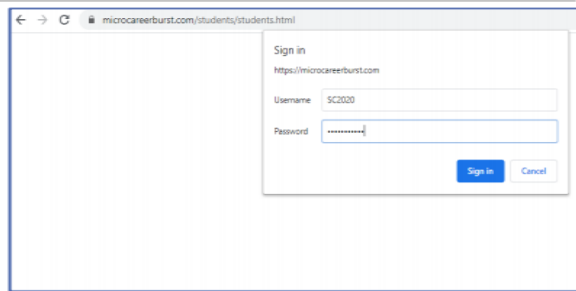 microcareerburst.com/students/students.html
Sign in
https://microcareerburst.com
Username SC2020
Password ············
Sign in Cancel